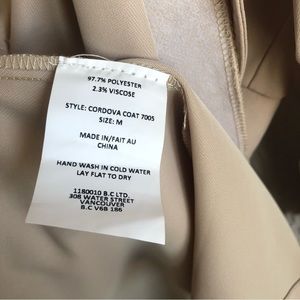 97.7% POLYESTER
2.3% VISCOSE
STYLE: CORDOVA COAT 7005
SIZE: M
MADE IN/FAIT AU
CHINA
HAND WASH IN COLD WATER
LAY FLAT TO DRY
1180010 B.C LTD.
308 WATER STREET
VANCOUVER
B.C V6B 1B6